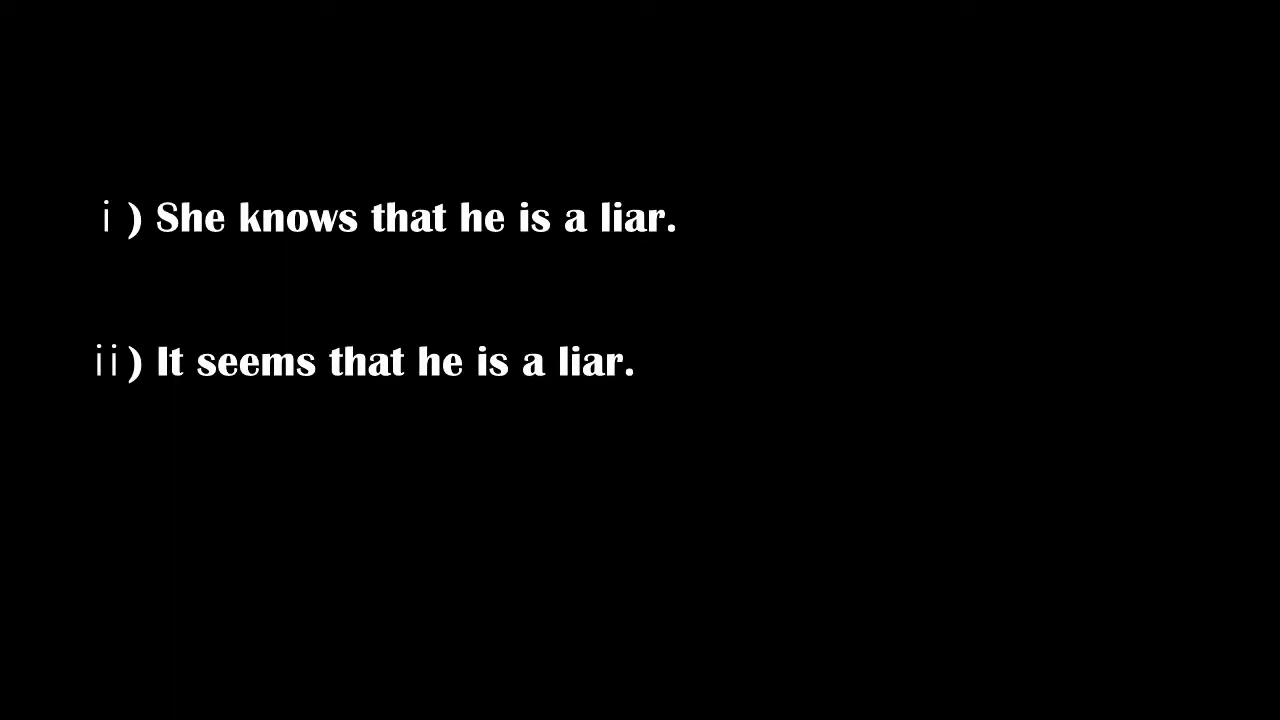 i) She knows that he is a liar.
ii) It seems that he is a liar.